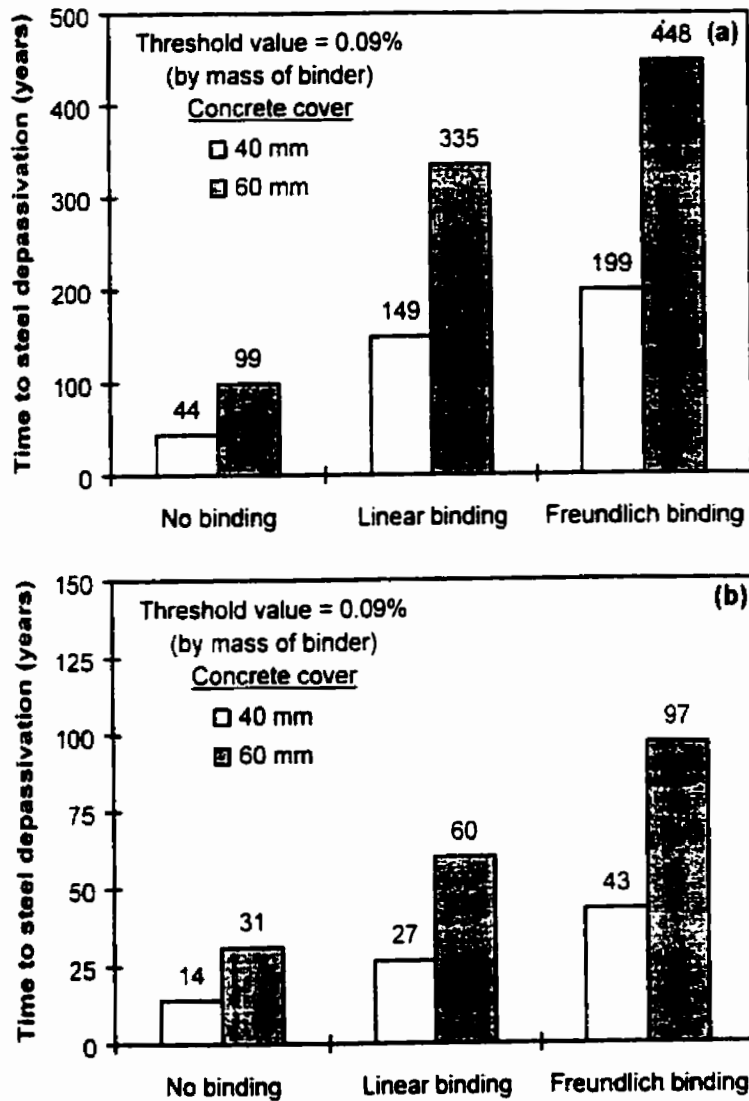 Time to steel depassivation (years)
500
400
300
200
100
0
Threshold value = 0.09%
(by mass of binder)
Concrete cover
40 mm
60 mm
(a)
44
99
149
335
199
448
No binding
Linear binding
Freundlich binding
Time to steel depassivation (years)
150
125
100
75
50
25
0
Threshold value = 0.09%
(by mass of binder)
Concrete cover
40 mm
60 mm
(b)
14
31
27
60
43
97
No binding
Linear binding
Freundlich binding